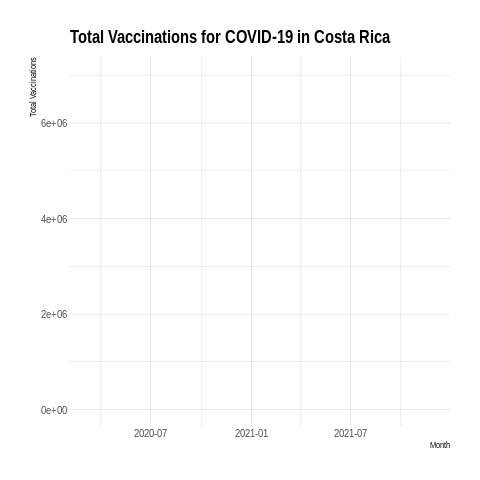 Total Vaccinations for COVID-19 in Costa Rica
Total Vaccinations
6e+06
4e+06
2e+06
0e+00
2020-07 2021-01 2021-07
Month